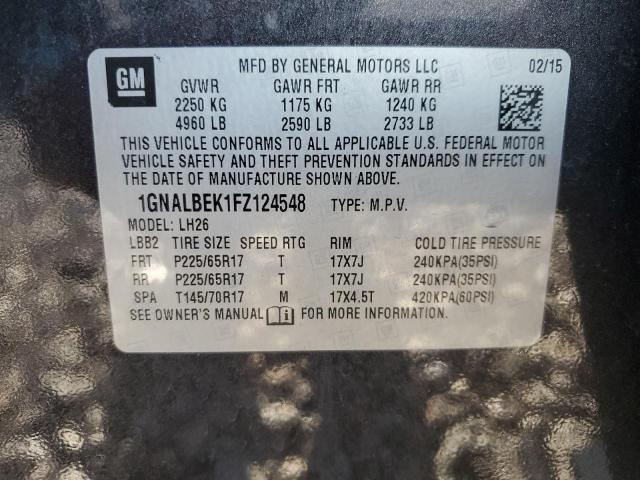 GM
MFD BY GENERAL MOTORS LLC 02/15
GVWR GAWR FRT GAWR RR
2250 KG 1175 KG 1240 KG
4960 LB 2590 LB 2733 LB
THIS VEHICLE CONFORMS TO ALL APPLICABLE U.S. FEDERAL MOTOR
VEHICLE SAFETY AND THEFT PREVENTION STANDARDS IN EFFECT ON
THE DATE OF MANUFACTURE SHOWN ABOVE.
1GNALBEK1FZ124548 TYPE: M.P.V.
MODEL: LH26
LBB2 TIRE SIZE SPEED RTG RIM COLD TIRE PRESSURE
FRT P225/65R17 T 17X7J 240KPA(35PSI)
RR P225/65R17 T 17X7J 240KPA(35PSI)
SPA T145/70R17 M 17X4.5T 420KPA(60PSI)
SEE OWNER'S MANUAL FOR MORE INFORMATION.